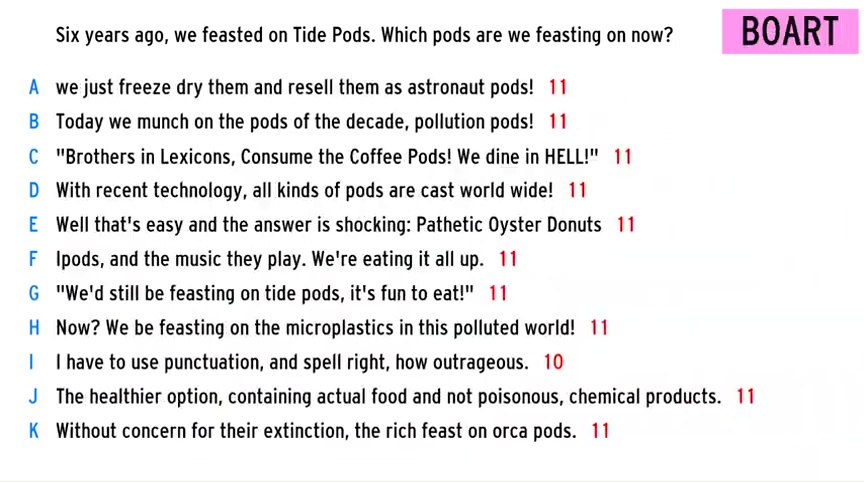 Six years ago, we feasted on Tide Pods. Which pods are we feasting on now?
BOART
A we just freeze dry them and resell them as astronaut pods! 11
B Today we munch on the pods of the decade, pollution pods! 11
C "Brothers in Lexicons, Consume the Coffee Pods! We dine in HELL!" 11
D With recent technology, all kinds of pods are cast world wide! 11
E Well that's easy and the answer is shocking: Pathetic Oyster Donuts 11
F Ipods, and the music they play. We're eating it all up. 11
G "We'd still be feasting on tide pods, it's fun to eat!" 11
H Now? We be feasting on the microplastics in this polluted world! 11
I I have to use punctuation, and spell right, how outrageous. 10
J The healthier option, containing actual food and not poisonous, chemical products. 11
K Without concern for their extinction, the rich feast on orca pods. 11